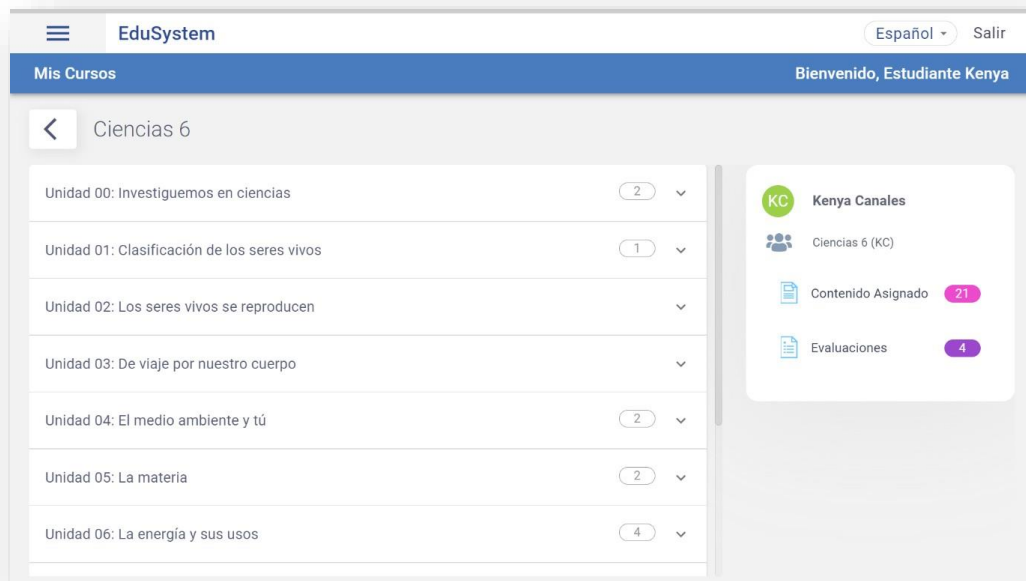 EduSystem
Español
Salir
Mis Cursos
Bienvenido, Estudiante Kenya
Ciencias 6
Unidad 00: Investiguemos en ciencias
2
Unidad 01: Clasificación de los seres vivos
1
Unidad 02: Los seres vivos se reproducen
Unidad 03: De viaje por nuestro cuerpo
Unidad 04: El medio ambiente y tú
2
Unidad 05: La materia
2
Unidad 06: La energía y sus usos
4
KC
Kenya Canales
Ciencias 6 (KC)
Contenido Asignado
21
Evaluaciones
4